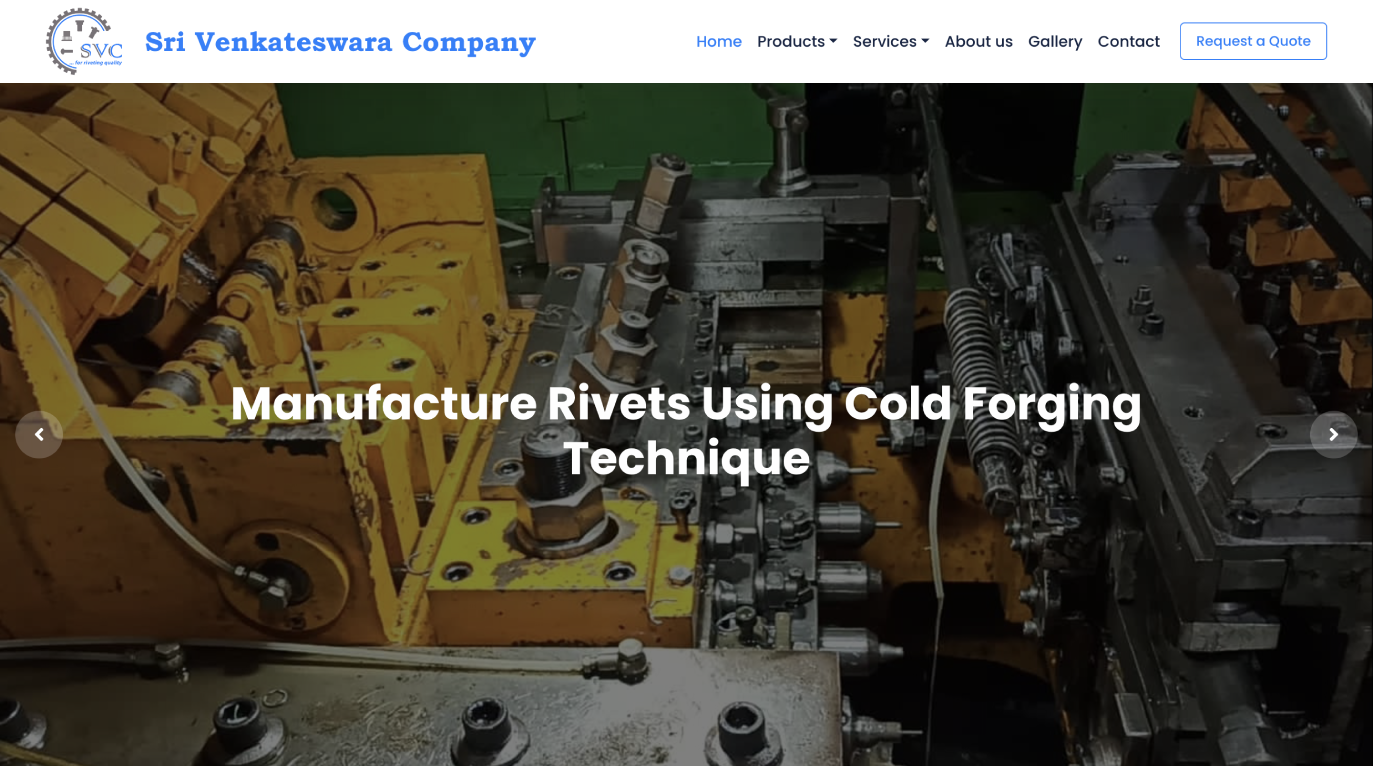 SVC
... for riveting quality
Sri Venkateswara Company
Home Products Services About us Gallery Contact Request a Quote
Manufacture Rivets Using Cold Forging
Technique